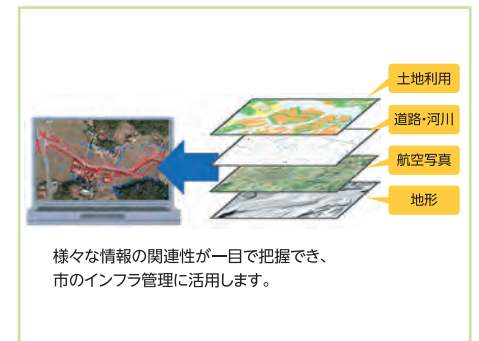 土地利用
道路・河川
航空写真
地形
様々な情報の関連性が一目で把握でき、
市のインフラ管理に活用します。